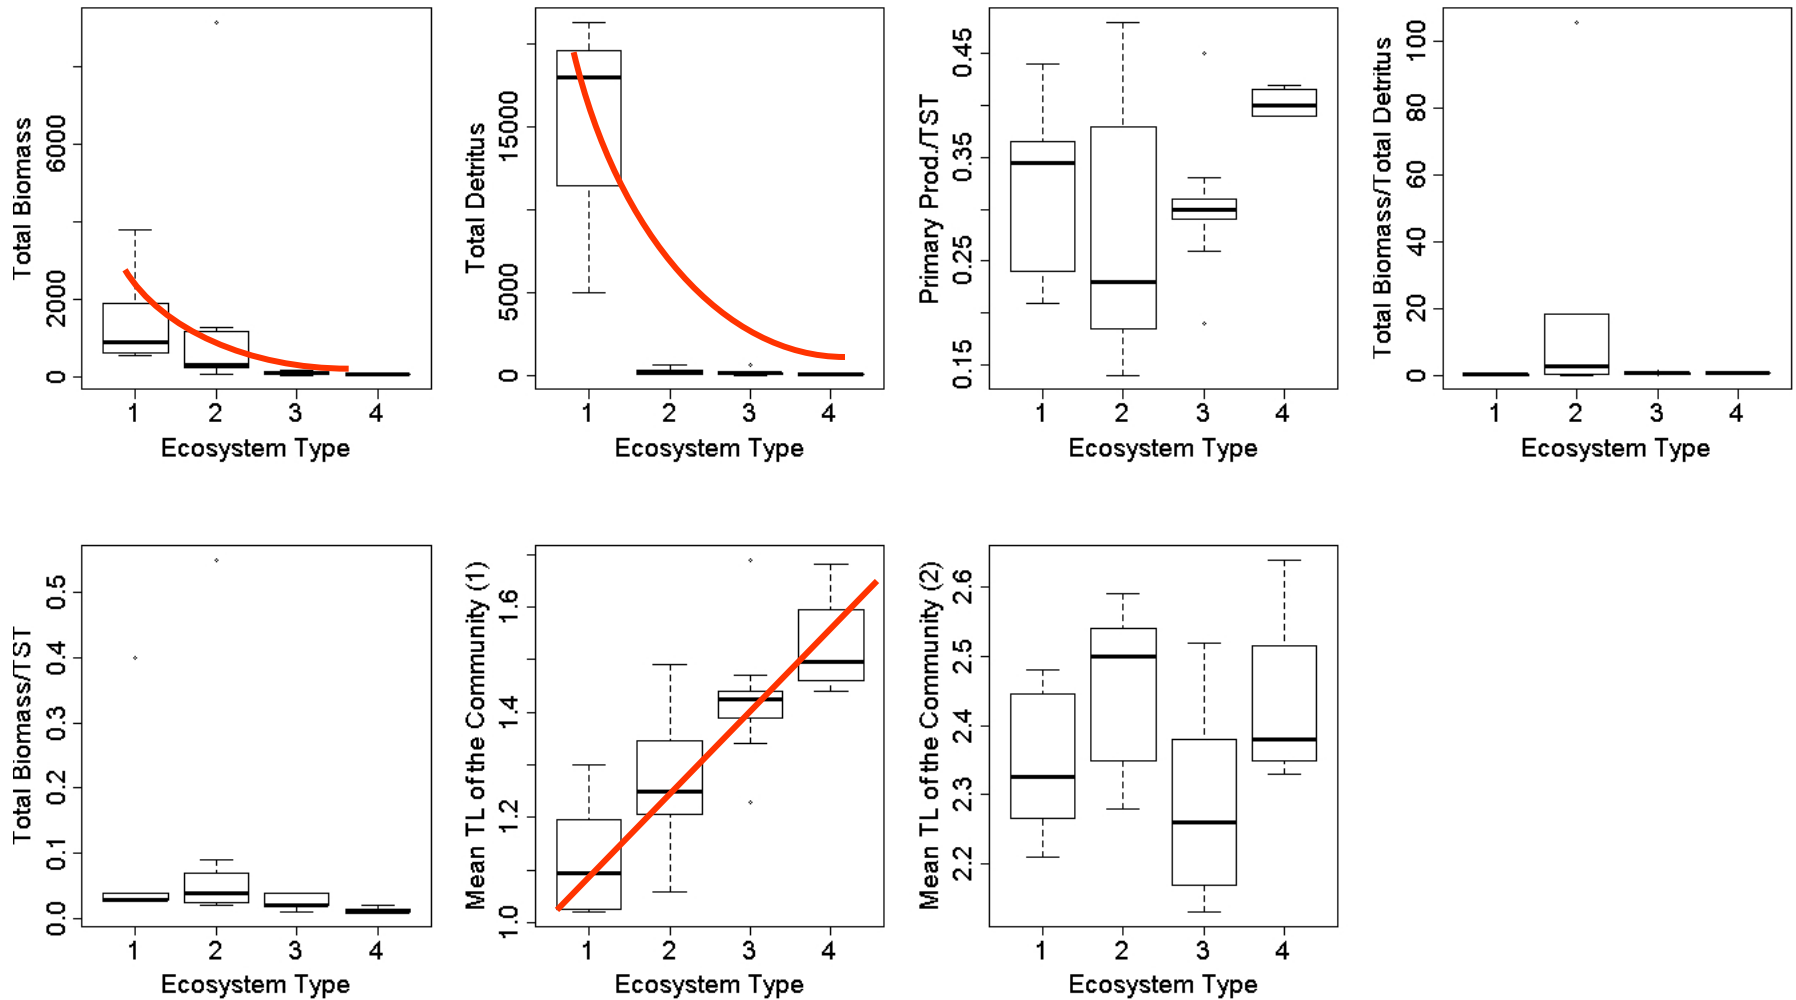 Total Biomass
0 2000 6000
1 2 3 4
Ecosystem Type
Total Detritus
0 5000 15000
1 2 3 4
Ecosystem Type
Primary Prod./TST
0.15 0.25 0.35 0.45
1 2 3 4
Ecosystem Type
Total Biomass/Total Detritus
0 20 40 60 80 100
1 2 3 4
Ecosystem Type
Total Biomass/TST
0.0 0.1 0.2 0.3 0.4 0.5
1 2 3 4
Ecosystem Type
Mean TL of the Community (1)
1.0 1.2 1.4 1.6
1 2 3 4
Ecosystem Type
Mean TL of the Community (2)
2.2 2.3 2.4 2.5 2.6
1 2 3 4
Ecosystem Type